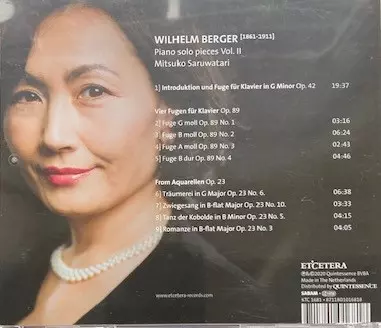 WILHELM BERGER [1861-1911]
Piano solo pieces Vol. II
Mitsuko Saruwatari
1] Introduktion und Fuge für Klavier in G Minor Op. 42 19:37
Vier Fugen für Klavier Op. 89
2] Fuge G moll Op. 89 No. 1 03:16
3] Fuge B moll Op. 89 No. 2 06:24
4] Fuge A moll Op. 89 No. 3 02:43
5] Fuge B dur Op. 89 No. 4 04:46
From Aquarellen Op. 23
6] Träumerei in G Major Op. 23 No. 6. 06:38
7] Zwiegesang in B-flat Major Op. 23 No. 10. 03:33
8] Tanz der Kobolde in B Minor Op. 23 No. 5. 04:15
9] Romanze in B-flat Major Op. 23 No. 3 04:05
ETCETERA
℗&©2020 Quintessence BVBA
Made in The Netherlands
Distributed by QUINTESSENCE
SABAM
www.etcetera-records.com
KTC 1683